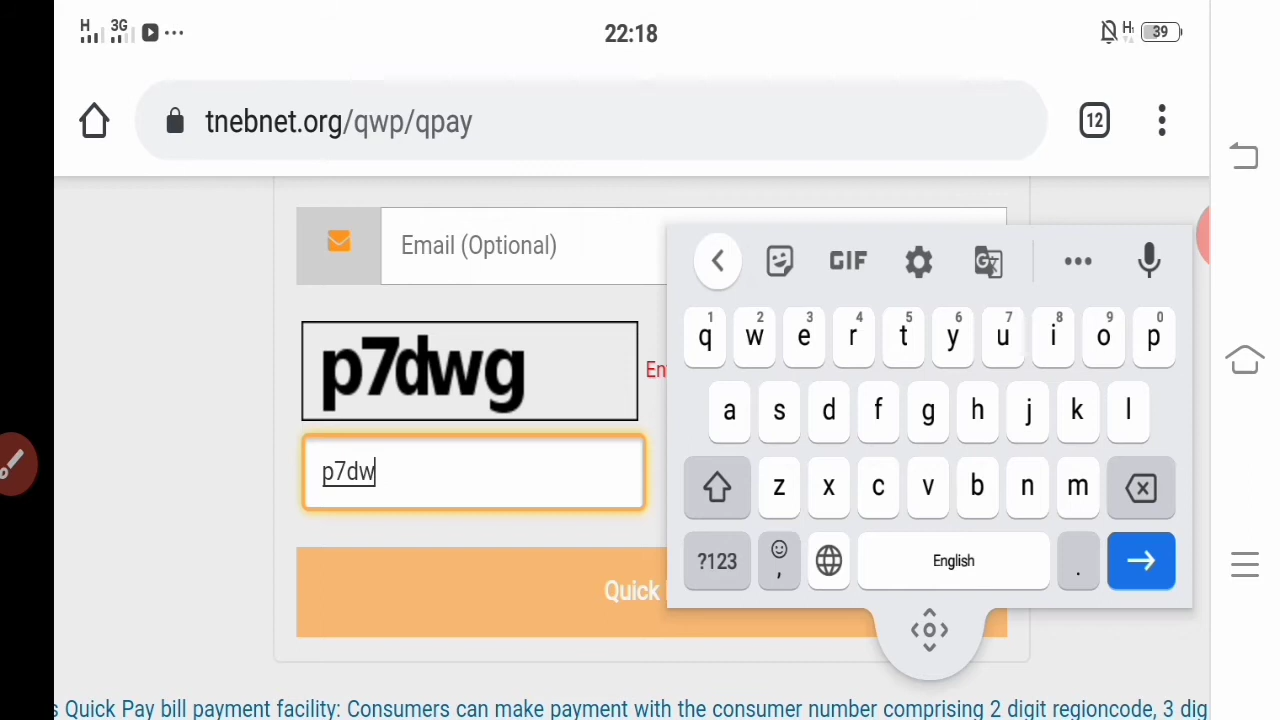 H 3G ... 22:18 H 39
tnebnet.org/qwp/qpay 12
Email (Optional)
GIF
1 2 3 4 5 6 7 8 9 0
q w e r t y u i o p
p7dwg
En
a s d f g h j k l
p7dw
z x c v b n m
?123 , English .
Quick
s Quick Pay bill payment facility: Consumers can make payment with the consumer number comprising 2 digit regioncode, 3 dig